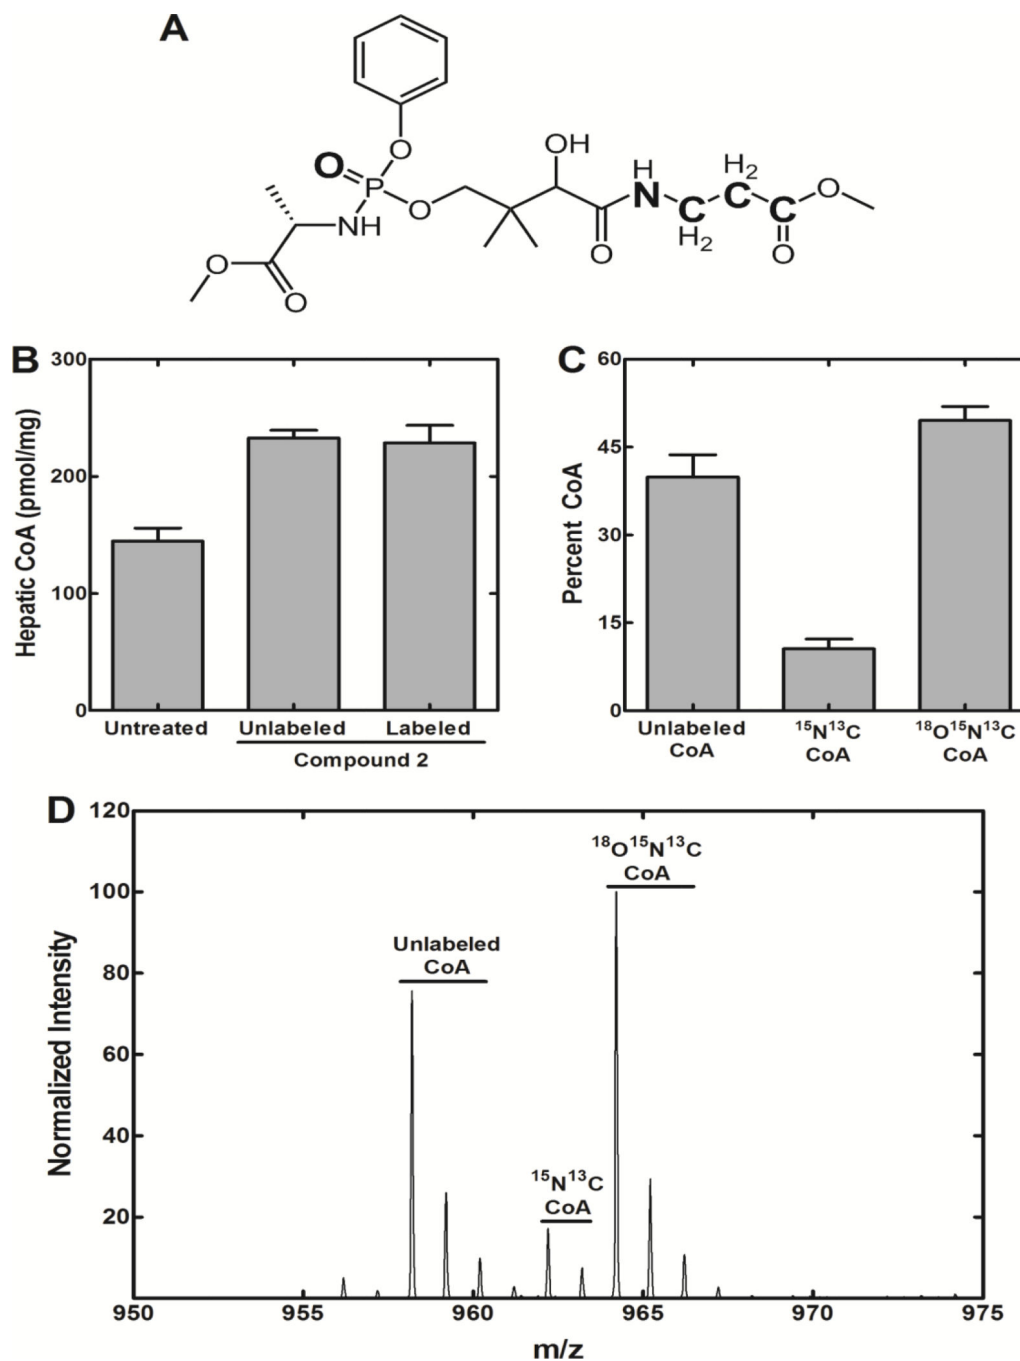 A
O
OH
H
H₂
O
P
O
N
C
C
C
O
NH
O
O
H₂
O
O
O
B
C
Hepatic CoA (pmol/mg)
300
200
100
0
Untreated
Unlabeled
Labeled
Compound 2
Percent CoA
60
45
30
15
0
Unlabeled
CoA
¹⁵N¹³C
CoA
¹⁸O¹⁵N¹³C
CoA
D
Normalized Intensity
120
100
80
60
40
20
Unlabeled
CoA
¹⁵N¹³C
CoA
¹⁸O¹⁵N¹³C
CoA
950
955
960
965
970
975
m/z